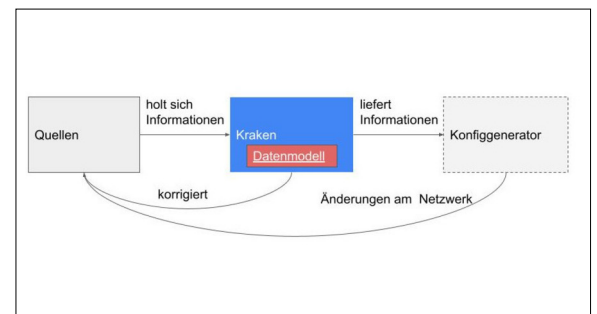 holt sich
Informationen
liefert
Informationen
Quellen
Kraken
Datenmodell
Konfiggenerator
korrigiert
Änderungen am Netzwerk